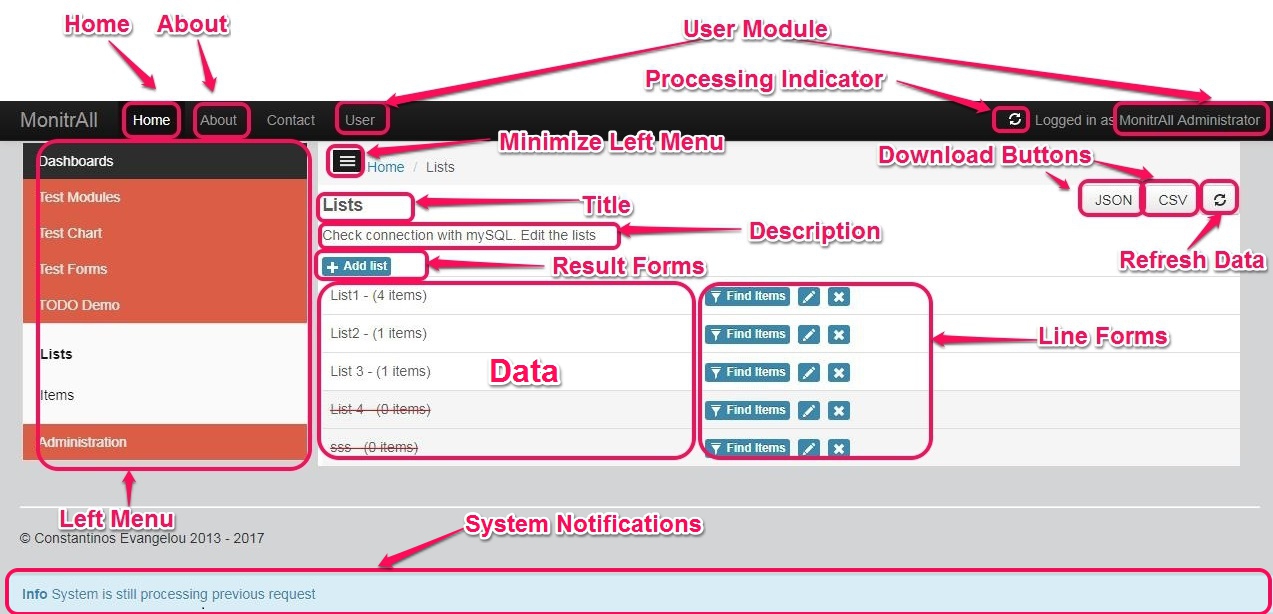 Home About User Module
Processing Indicator
MonitrAll Home About Contact User Logged in as MonitrAll Administrator
Minimize Left Menu
Download Buttons
Dashboards
Home / Lists
Test Modules
JSON CSV
Lists
Title
Test Chart
Check connection with mySQL. Edit the lists
Description
Test Forms
+ Add list
Result Forms
Refresh Data
TODO Demo
List1 - (4 items) Find Items
List2 - (1 items) Find Items
Line Forms
Lists
List 3 - (1 items) Find Items
Data
Items
List 4 - (0 items) Find Items
Administration
sss - (0 items) Find Items
Left Menu
System Notifications
© Constantinos Evangelou 2013 - 2017
Info System is still processing previous request